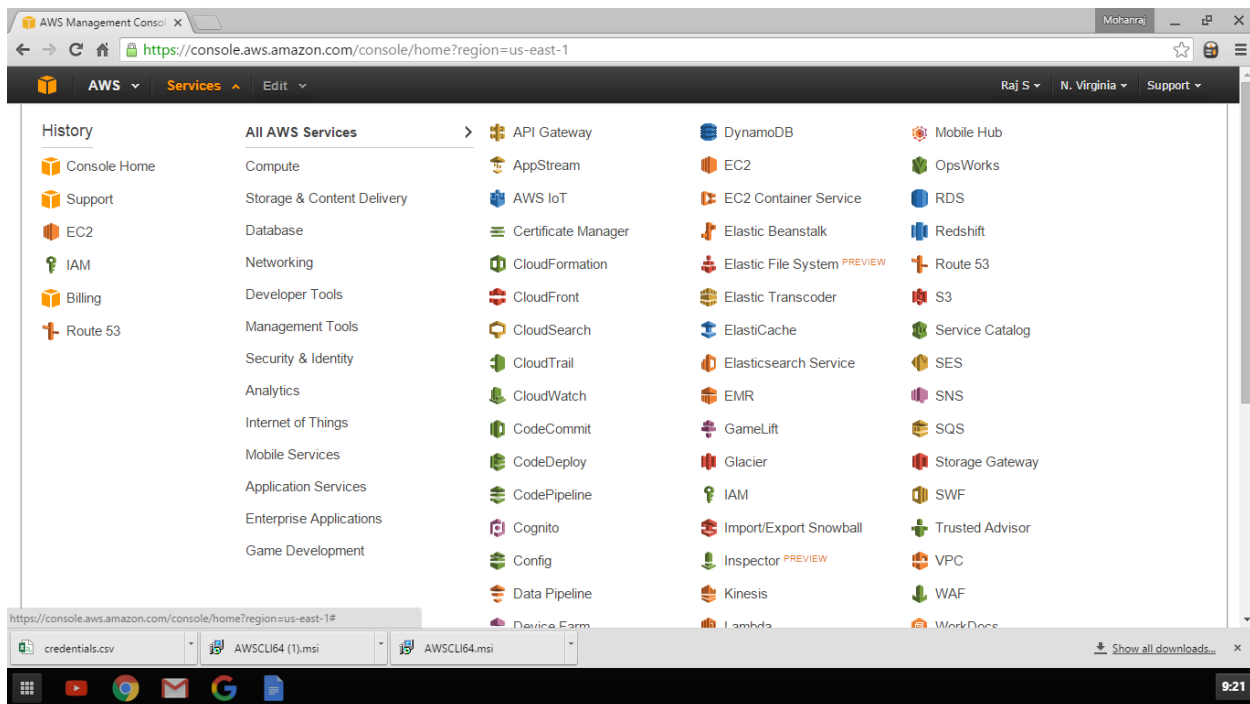 AWS Management Consol
Mohanraj
https://console.aws.amazon.com/console/home?region=us-east-1
AWS Services Edit Raj S N. Virginia Support
History
Console Home
Support
EC2
IAM
Billing
Route 53
All AWS Services
Compute
Storage & Content Delivery
Database
Networking
Developer Tools
Management Tools
Security & Identity
Analytics
Internet of Things
Mobile Services
Application Services
Enterprise Applications
Game Development
API Gateway
AppStream
AWS IoT
Certificate Manager
CloudFormation
CloudFront
CloudSearch
CloudTrail
CloudWatch
CodeCommit
CodeDeploy
CodePipeline
Cognito
Config
Data Pipeline
Device Farm
DynamoDB
EC2
EC2 Container Service
Elastic Beanstalk
Elastic File System PREVIEW
Elastic Transcoder
ElastiCache
Elasticsearch Service
EMR
GameLift
Glacier
IAM
Import/Export Snowball
Inspector PREVIEW
Kinesis
Lambda
Mobile Hub
OpsWorks
RDS
Redshift
Route 53
S3
Service Catalog
SES
SNS
SQS
Storage Gateway
SWF
Trusted Advisor
VPC
WAF
WorkDocs
https://console.aws.amazon.com/console/home?region=us-east-1#
credentials.csv
AWSCLI64 (1).msi
AWSCLI64.msi
Show all downloads...
9:21